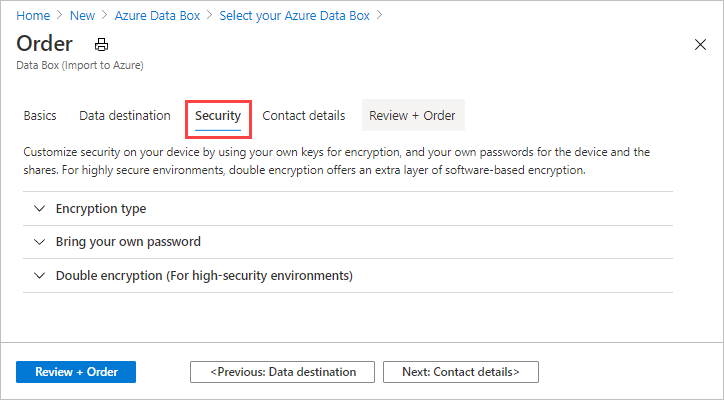 Home > New > Azure Data Box > Select your Azure Data Box >
Order
Data Box (Import to Azure)
Basics Data destination Security Contact details Review + Order
Customize security on your device by using your own keys for encryption, and your own passwords for the device and the
shares. For highly secure environments, double encryption offers an extra layer of software-based encryption.
Encryption type
Bring your own password
Double encryption (For high-security environments)
Review + Order <Previous: Data destination Next: Contact details>